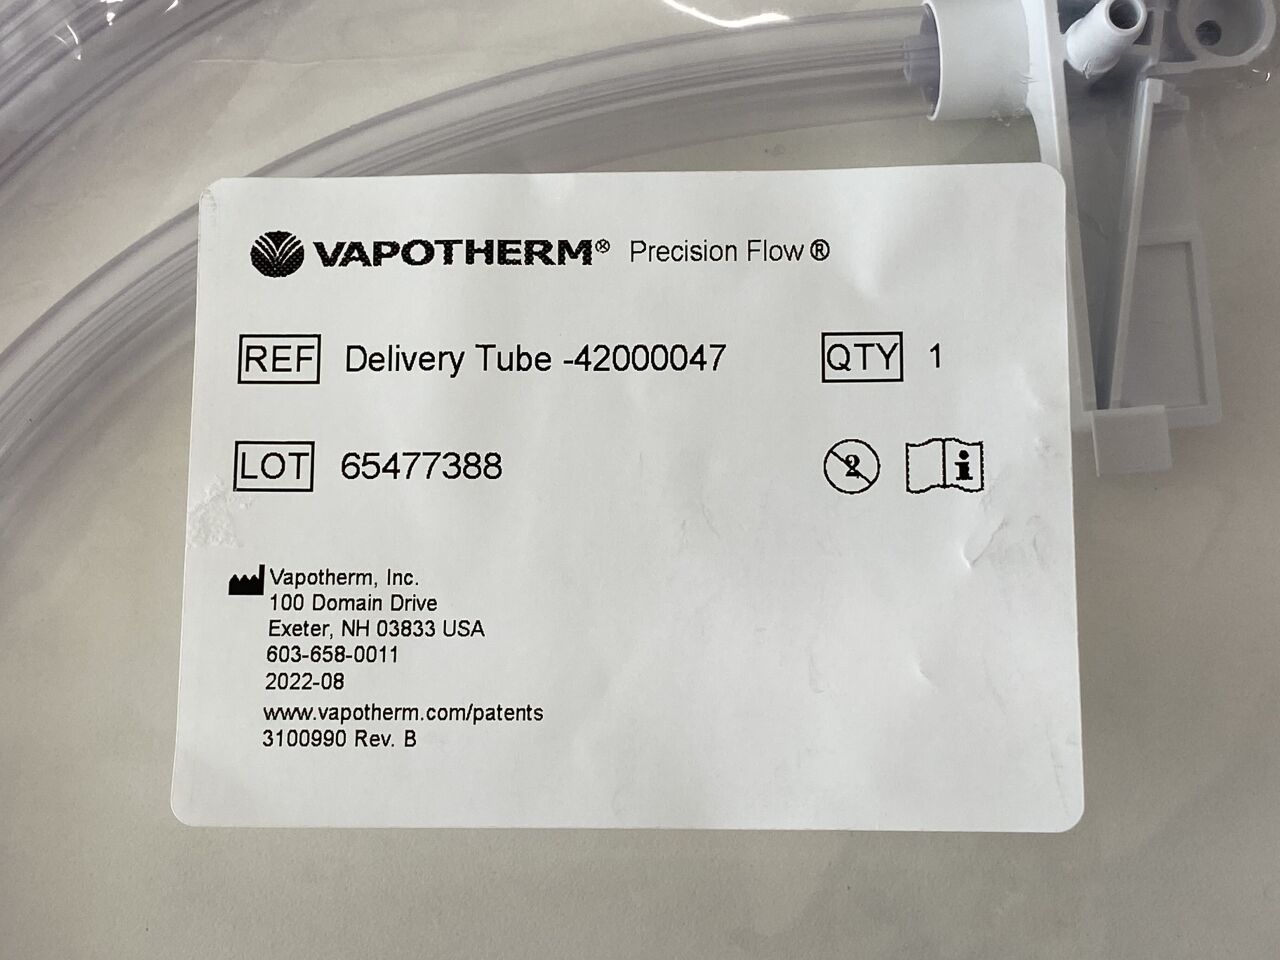 VAPOTHERM® Precision Flow®
REF Delivery Tube -42000047 QTY 1
LOT 65477388 2 i
Vapotherm, Inc.
100 Domain Drive
Exeter, NH 03833 USA
603-658-0011
2022-08
www.vapotherm.com/patents
3100990 Rev. B